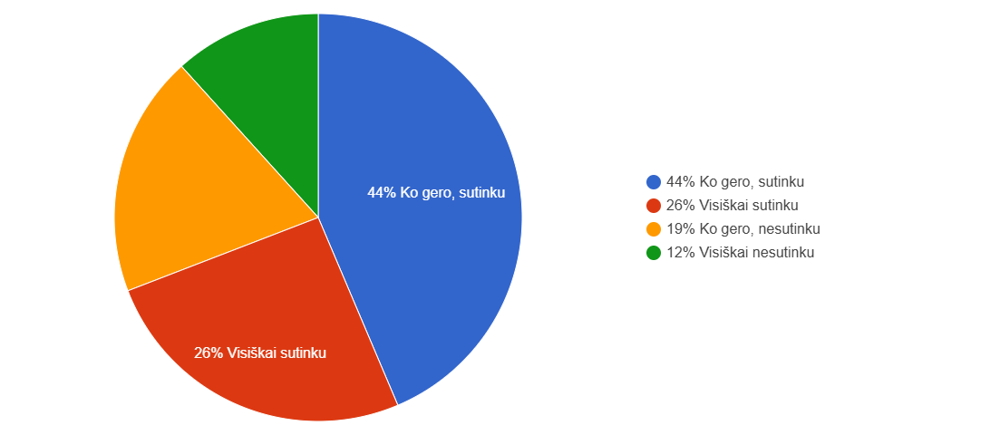 44% Ko gero, sutinku
26% Visiškai sutinku
44% Ko gero, sutinku
26% Visiškai sutinku
19% Ko gero, nesutinku
12% Visiškai nesutinku